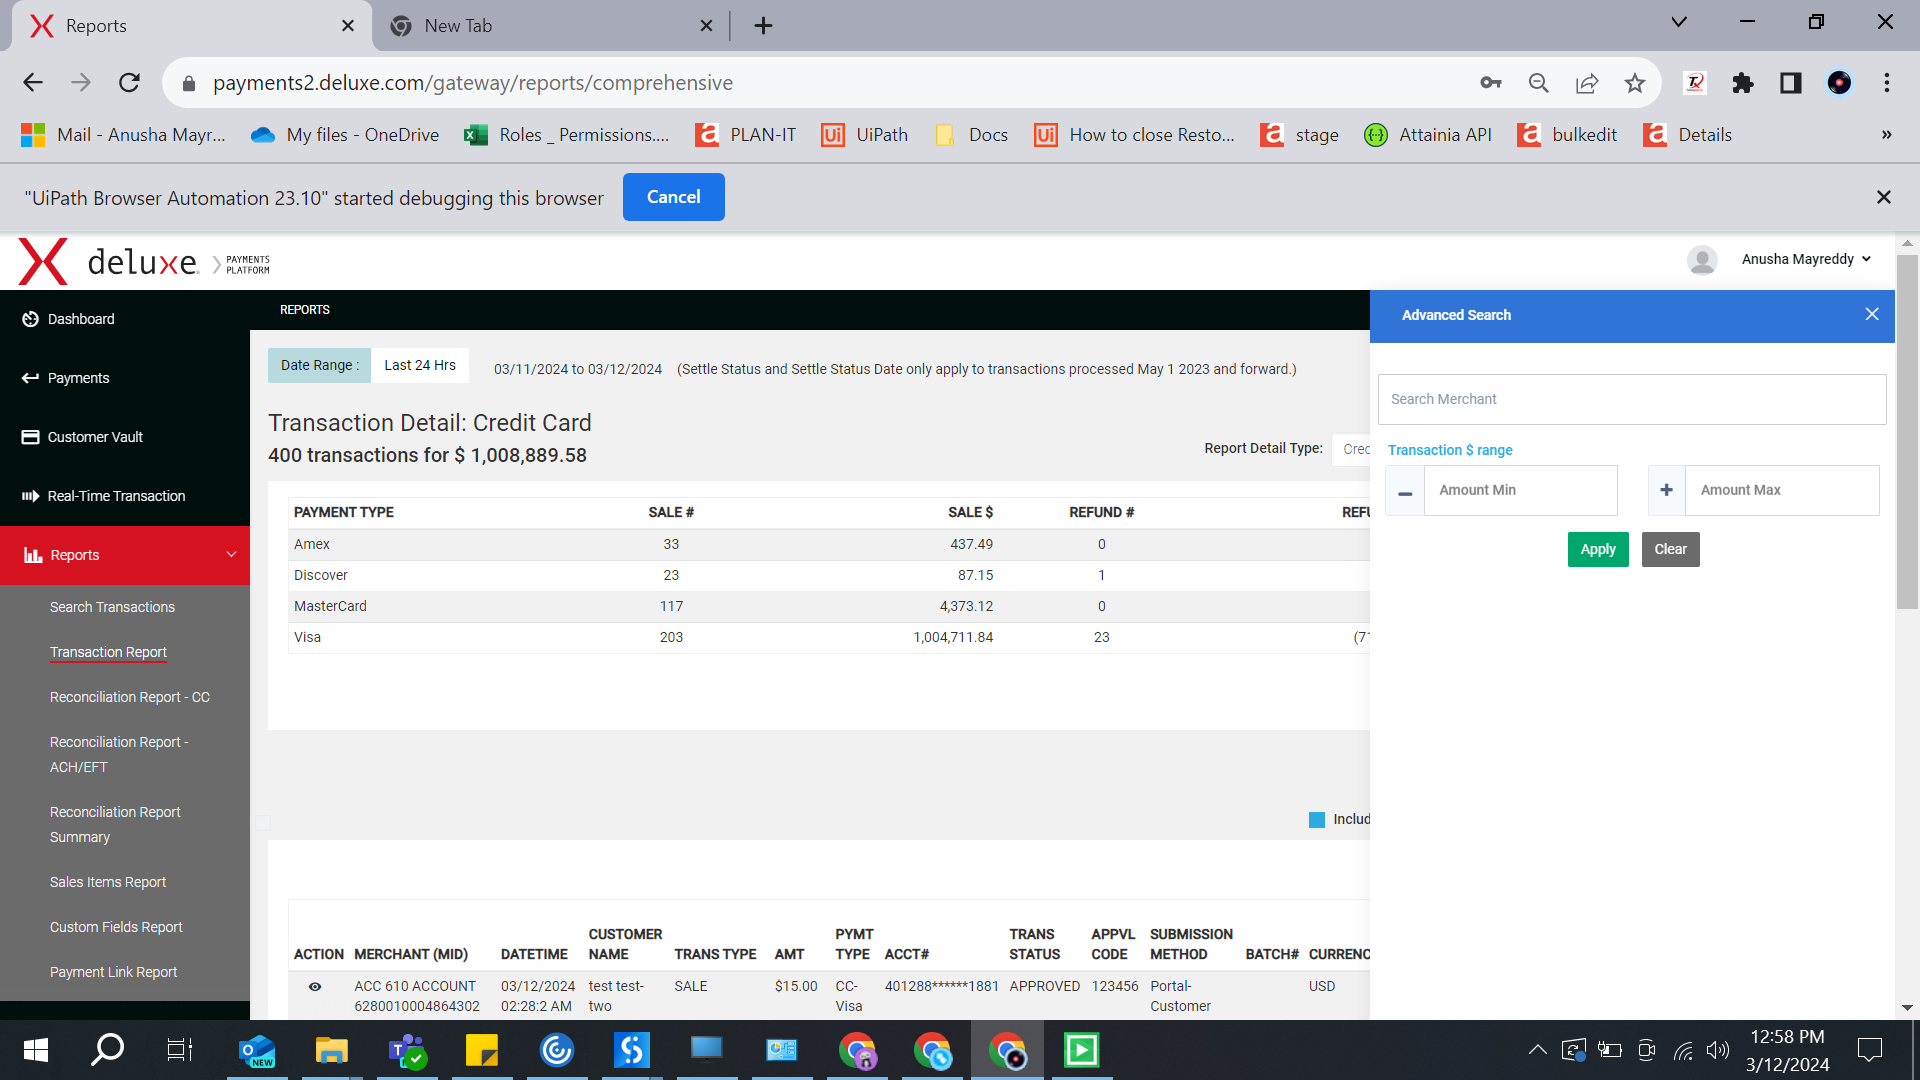 Reports
New Tab
payments2.deluxe.com/gateway/reports/comprehensive
Mail - Anusha Mayr...
My files - OneDrive
Roles _ Permissions....
PLAN-IT
UiPath
Docs
How to close Resto...
stage
Attainia API
bulkedit
Details
»
"UiPath Browser Automation 23.10" started debugging this browser
Cancel
deluxe. PAYMENTS
PLATFORM
Anusha Mayreddy
Dashboard
Payments
Customer Vault
Real-Time Transaction
Reports
Search Transactions
Transaction Report
Reconciliation Report - CC
Reconciliation Report -
ACH/EFT
Reconciliation Report
Summary
Sales Items Report
Custom Fields Report
Payment Link Report
REPORTS
Date Range : Last 24 Hrs 03/11/2024 to 03/12/2024 (Settle Status and Settle Status Date only apply to transactions processed May 1 2023 and forward.)
Transaction Detail: Credit Card
400 transactions for $ 1,008,889.58
Report Detail Type: Crec
PAYMENT TYPE SALE # SALE $ REFUND # REFU
Amex 33 437.49 0
Discover 23 87.15 1
MasterCard 117 4,373.12 0
Visa 203 1,004,711.84 23 (71
Includ
ACTION MERCHANT (MID) DATETIME CUSTOMER NAME TRANS TYPE AMT PYMT TYPE ACCT# TRANS STATUS APPVL CODE SUBMISSION METHOD BATCH# CURRENC
ACC 610 ACCOUNT 03/12/2024 test test- SALE $15.00 CC- 401288******1881 APPROVED 123456 Portal- USD
6280010004864302 02:28:2 AM two Visa Customer
Advanced Search
Search Merchant
Transaction $ range
Amount Min
Amount Max
Apply
Clear
NEW
12:58 PM
3/12/2024